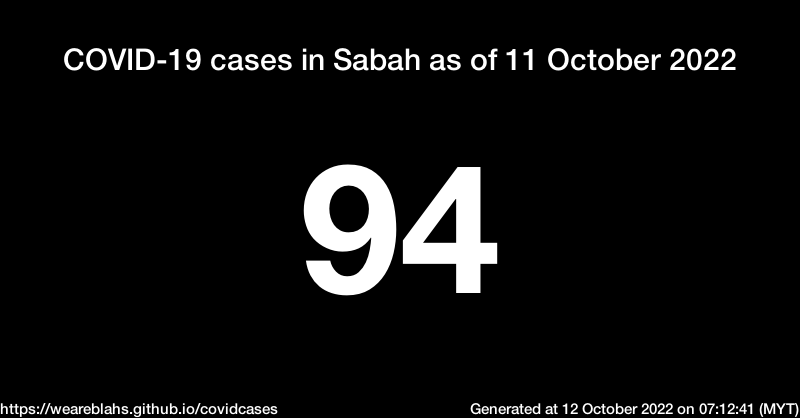 COVID-19 cases in Sabah as of 11 October 2022
94
https://weareblahs.github.io/covidcases
Generated at 12 October 2022 on 07:12:41 (MYT)